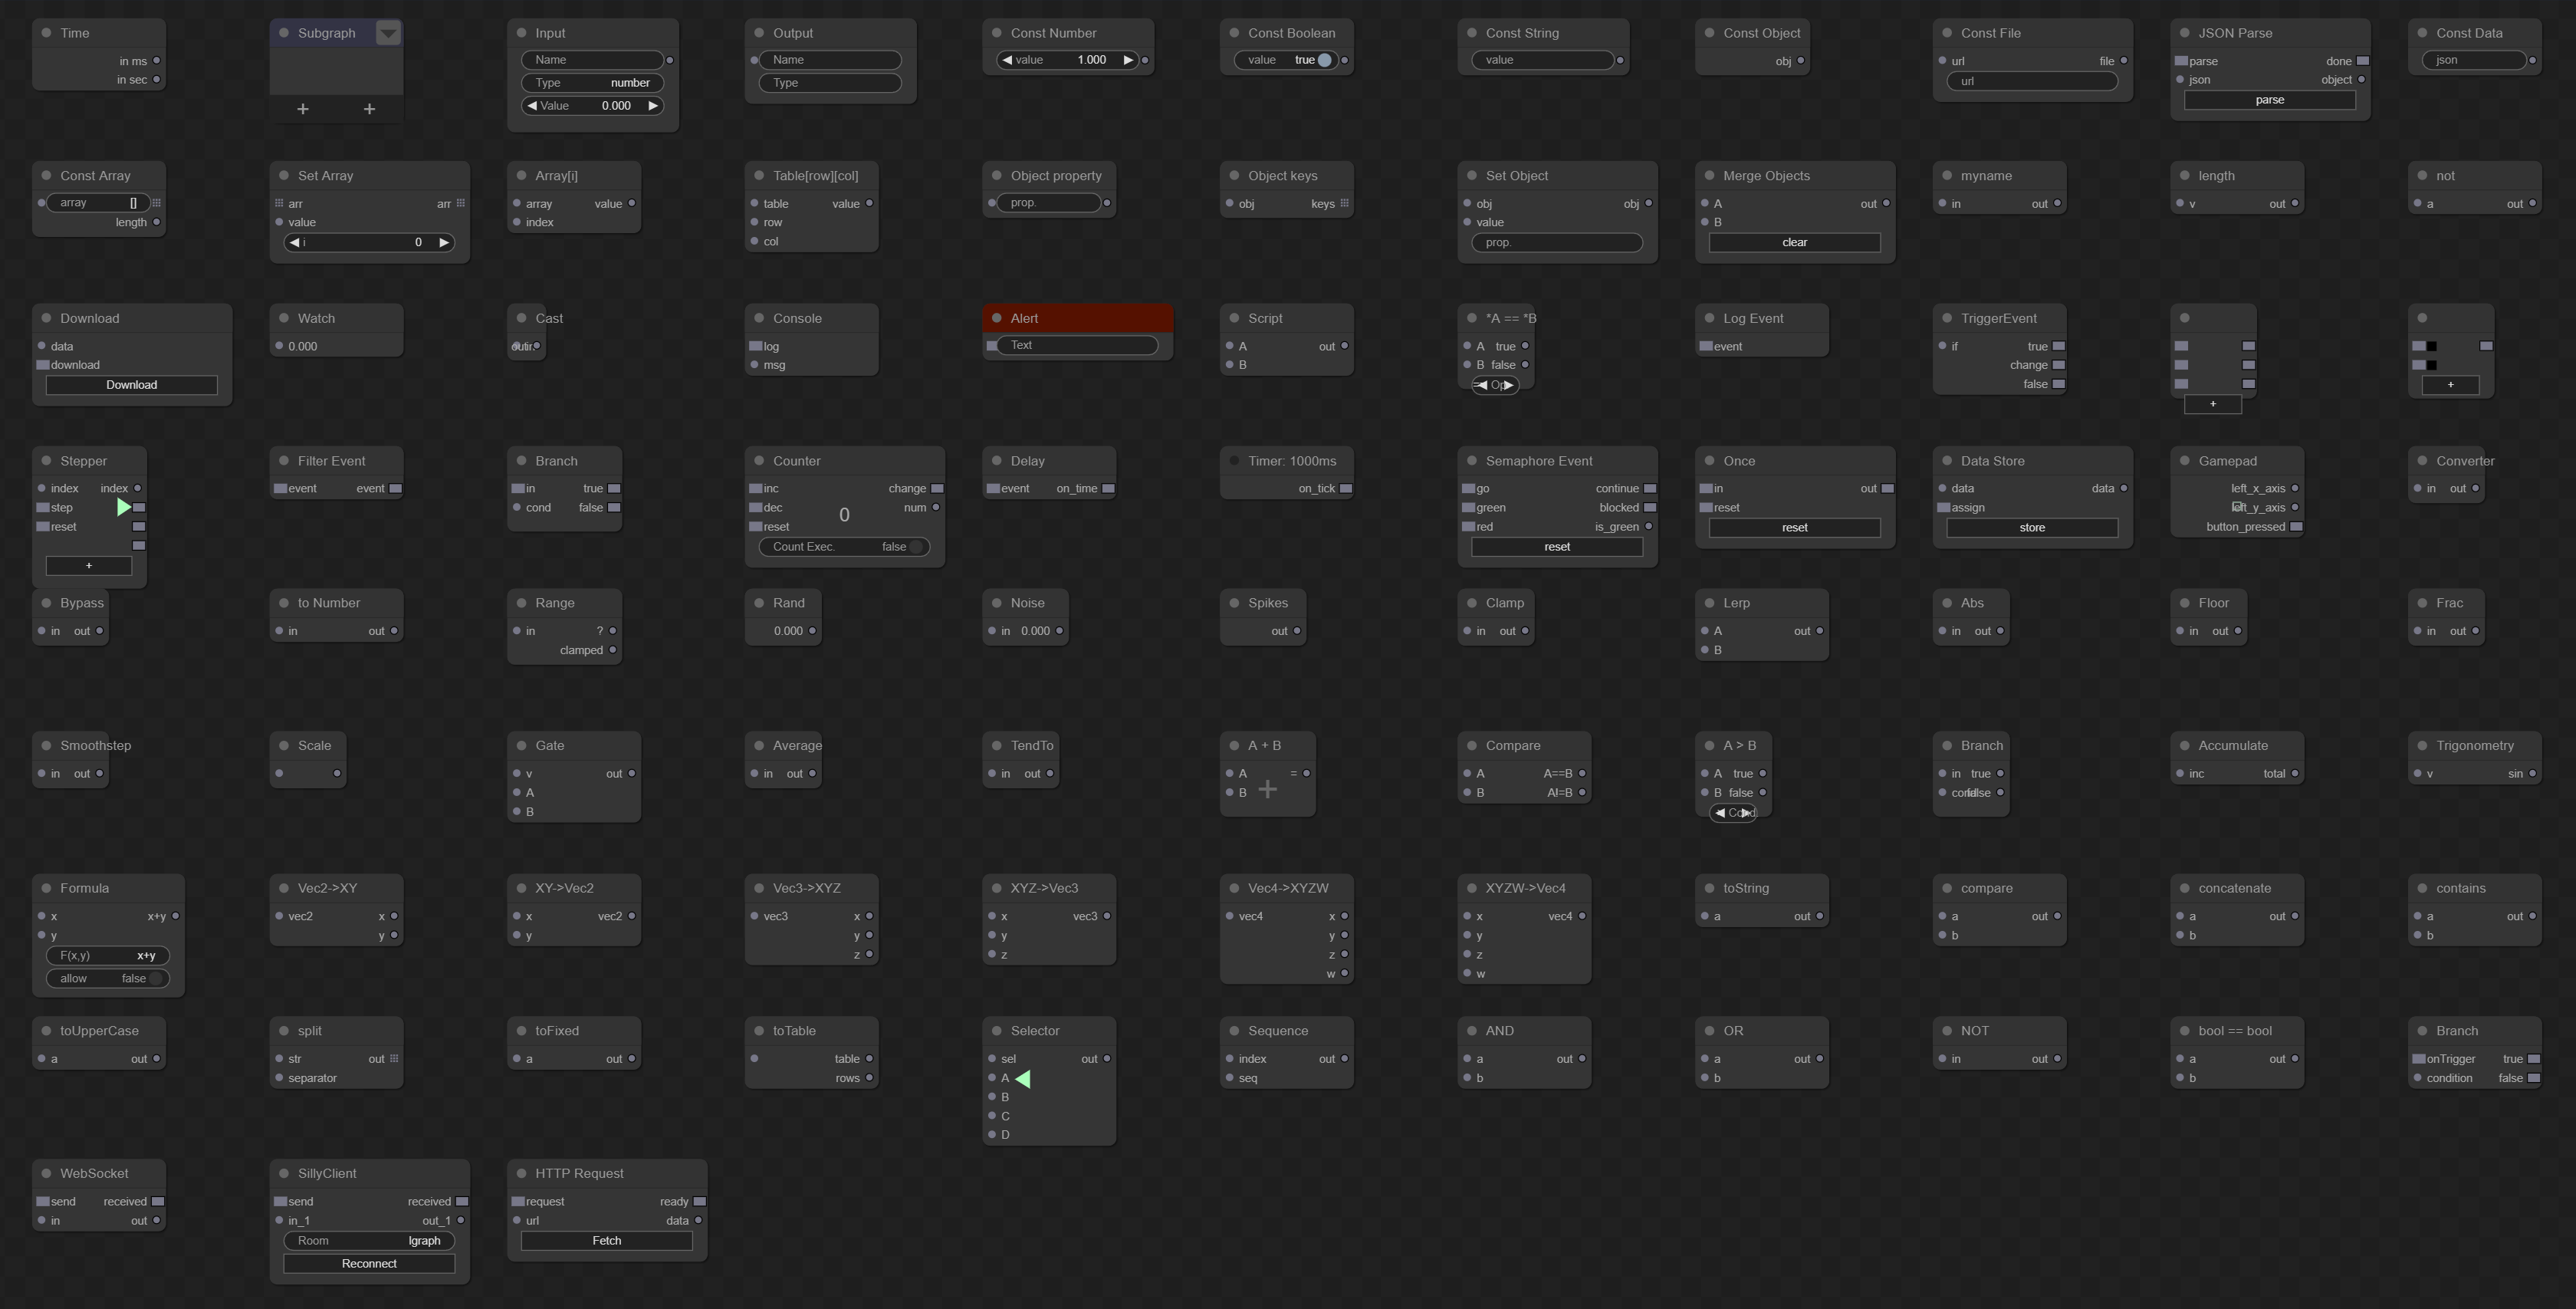 Time
in ms
in sec
Subgraph
+ +
Input
Name
Type number
◀ Value 0.000 ▶
Output
Name
Type
Const Number
◀ value 1.000 ▶
Const Boolean
value true
Const String
value
Const Object
obj
Const File
url file
url
JSON Parse
parse done
json object
parse
Const Data
json
Const Array
array []
length
Set Array
arr arr
value
◀ i 0 ▶
Array[i]
array value
index
Table[row][col]
table value
row
col
Object property
prop.
Object keys
obj keys
Set Object
obj obj
value
prop.
Merge Objects
A out
B
clear
myname
in out
length
v out
not
a out
Download
data
download
Download
Watch
0.000
Cast
Console
log
msg
Alert
Text
Script
A out
B
*A == *B
A true
B false
Log Event
event
TriggerEvent
if true
change
false
+
+
Stepper
index index
step
reset
+
Filter Event
event event
Branch
in true
cond false
Counter
inc change
dec num
0
reset
Count Exec. false
Delay
event on_time
Timer: 1000ms
on_tick
Semaphore Event
go continue
green blocked
red is_green
reset
Once
in out
reset
reset
Data Store
data data
assign
store
Gamepad
left_x_axis
left_y_axis
button_pressed
Converter
in out
Bypass
in out
to Number
in out
Range
in ?
clamped
Rand
0.000
Noise
in 0.000
Spikes
out
Clamp
in out
Lerp
A out
B
Abs
in out
Floor
in out
Frac
in out
Smoothstep
in out
Scale
Gate
v out
A
B
Average
in out
TendTo
in out
A + B
A =
B +
Compare
A A==B
B A!=B
A > B
A true
B false
Branch
in true
cond false
Accumulate
inc total
Trigonometry
v sin
Formula
x x+y
y
F(x,y) x+y
allow false
Vec2->XY
vec2 x
y
XY->Vec2
x vec2
y
Vec3->XYZ
vec3 x
y
z
XYZ->Vec3
x vec3
y
z
Vec4->XYZW
vec4 x
y
z
w
XYZW->Vec4
x vec4
y
z
w
toString
a out
compare
a out
b
concatenate
a out
b
contains
a out
b
toUpperCase
a out
split
str out
separator
toFixed
a out
toTable
table
rows
Selector
sel out
A
B
C
D
Sequence
index out
seq
AND
a out
b
OR
a out
b
NOT
in out
bool == bool
a out
b
Branch
onTrigger true
condition false
WebSocket
send received
in out
SillyClient
send received
in_1 out_1
Room lgraph
Reconnect
HTTP Request
request ready
url data
Fetch